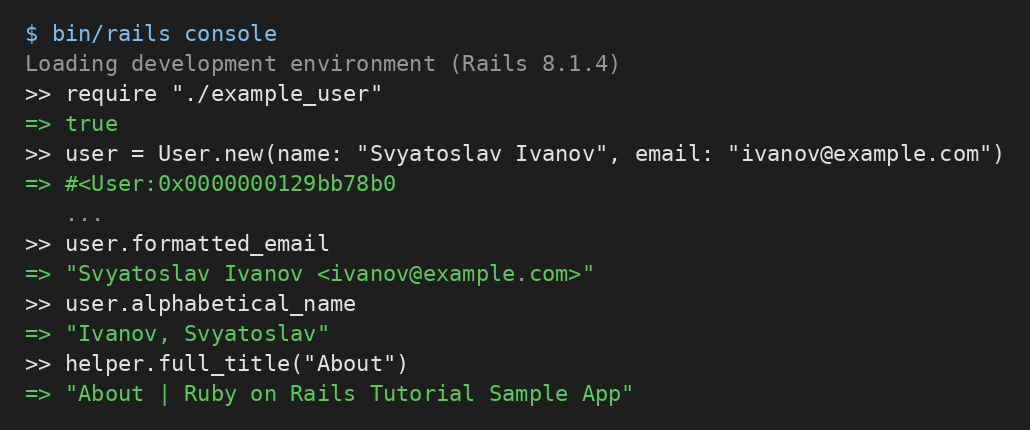 $ bin/rails console
Loading development environment (Rails 8.1.4)
>> require "./example_user"
=> true
>> user = User.new(name: "Svyatoslav Ivanov", email: "ivanov@example.com")
=> #<User:0x0000000129bb78b0
   ...
>> user.formatted_email
=> "Svyatoslav Ivanov <ivanov@example.com>"
>> user.alphabetical_name
=> "Ivanov, Svyatoslav"
>> helper.full_title("About")
=> "About | Ruby on Rails Tutorial Sample App"